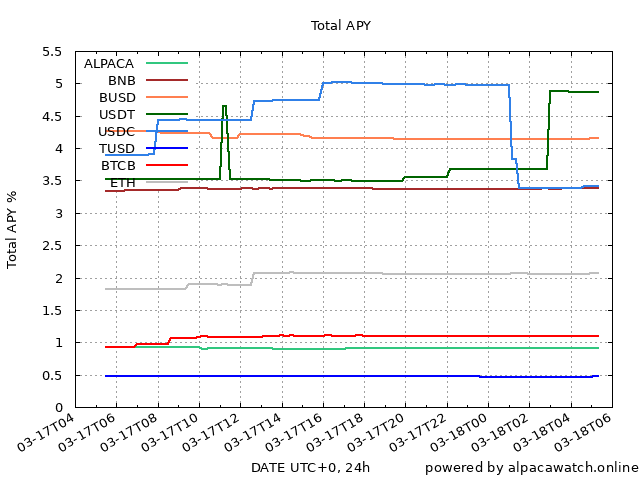 Total APY
5.5
5
4.5
4
3.5
3
2.5
2
1.5
1
0.5
0
Total APY %
ALPACA
BNB
BUSD
USDT
USDC
TUSD
BTCB
ETH
03-17T04
03-17T06
03-17T08
03-17T10
03-17T12
03-17T14
03-17T16
03-17T18
03-17T20
03-17T22
03-18T00
03-18T02
03-18T04
03-18T06
DATE UTC+0, 24h
powered by alpacawatch.online